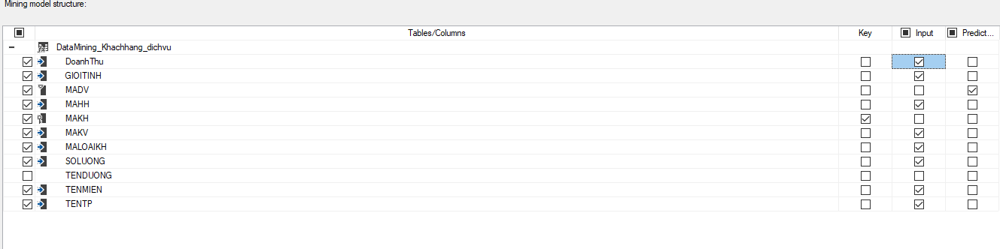 Mining model structure:
Tables/Columns Key Input Predict...
DataMining_Khachhang_dichvu
DoanhThu
GIOITINH
MADV
MAHH
MAKH
MAKV
MALOAIKH
SOLUONG
TENDUONG
TENMIEN
TENTP